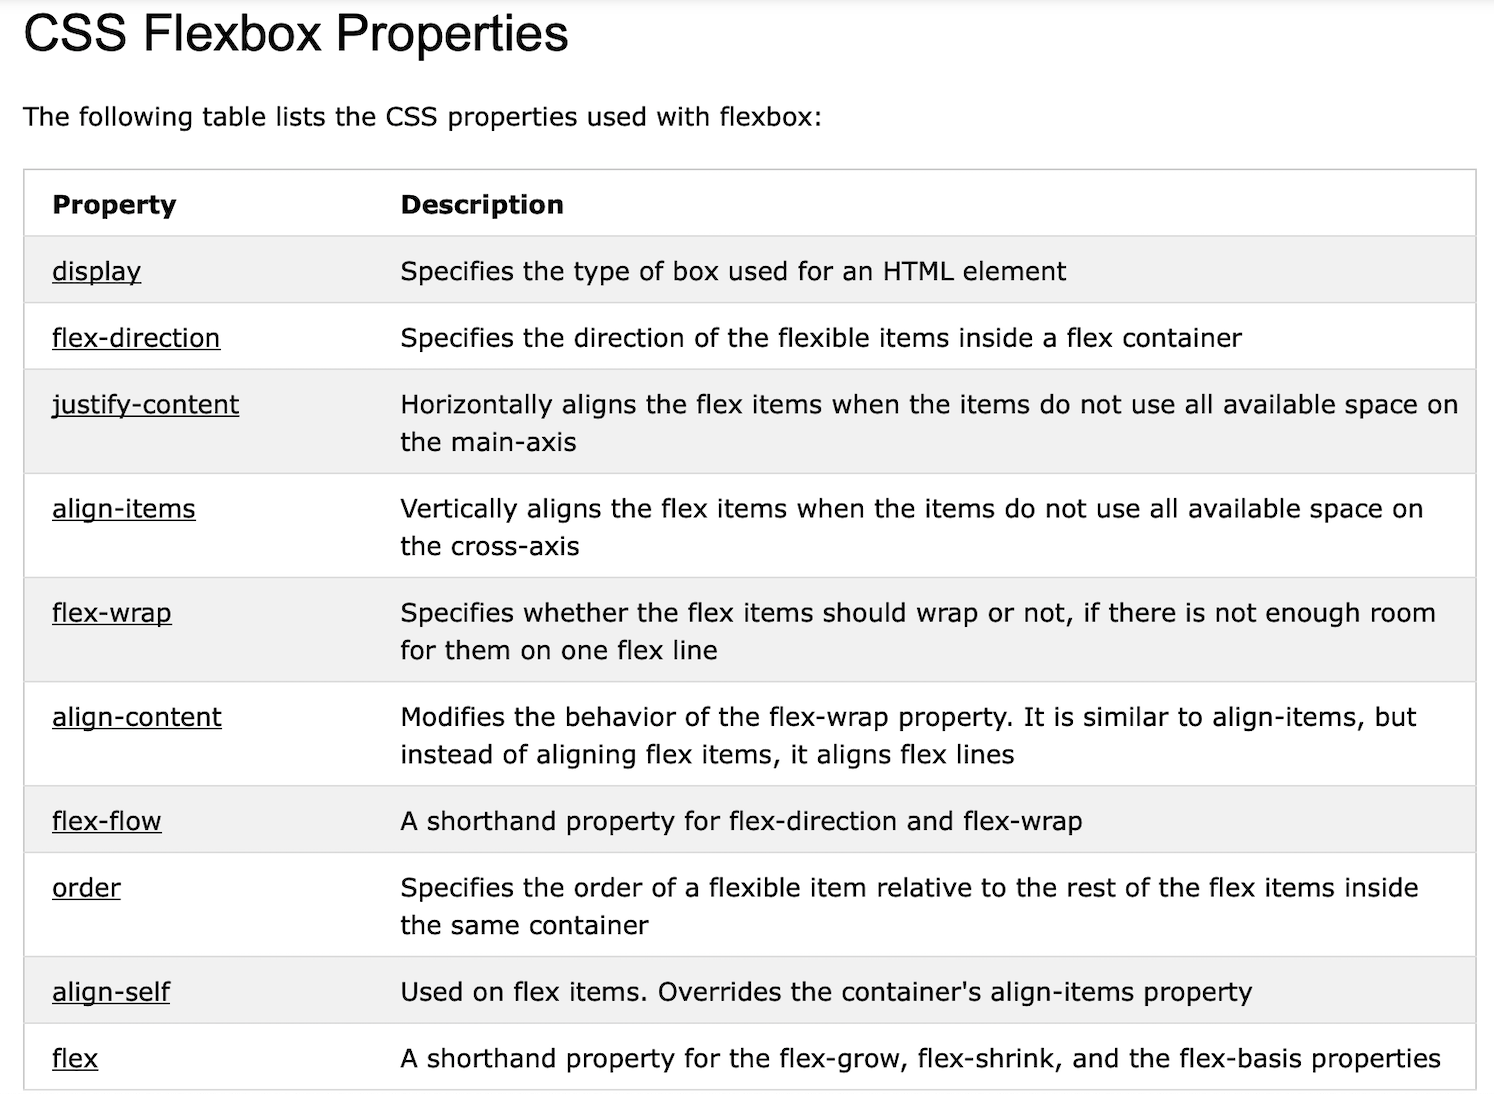 CSS Flexbox Properties
The following table lists the CSS properties used with flexbox:
Property Description
display Specifies the type of box used for an HTML element
flex-direction Specifies the direction of the flexible items inside a flex container
justify-content Horizontally aligns the flex items when the items do not use all available space on
the main-axis
align-items Vertically aligns the flex items when the items do not use all available space on
the cross-axis
flex-wrap Specifies whether the flex items should wrap or not, if there is not enough room
for them on one flex line
align-content Modifies the behavior of the flex-wrap property. It is similar to align-items, but
instead of aligning flex items, it aligns flex lines
flex-flow A shorthand property for flex-direction and flex-wrap
order Specifies the order of a flexible item relative to the rest of the flex items inside
the same container
align-self Used on flex items. Overrides the container's align-items property
flex A shorthand property for the flex-grow, flex-shrink, and the flex-basis properties